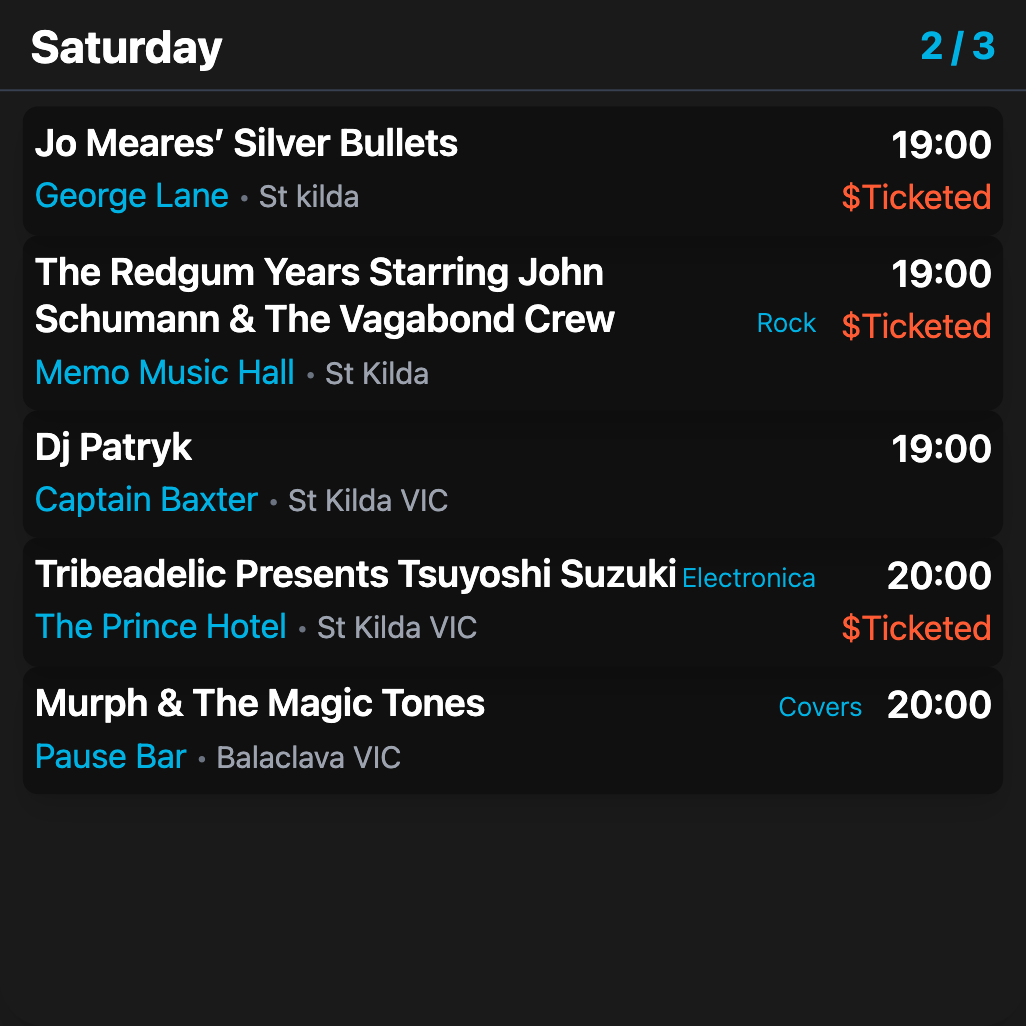 Saturday 2 / 3
Jo Meares’ Silver Bullets 19:00
George Lane • St kilda $Ticketed
The Redgum Years Starring John 19:00
Schumann & The Vagabond Crew Rock $Ticketed
Memo Music Hall • St Kilda
Dj Patryk 19:00
Captain Baxter • St Kilda VIC
Tribeadelic Presents Tsuyoshi Suzuki Electronica 20:00
The Prince Hotel • St Kilda VIC $Ticketed
Murph & The Magic Tones Covers 20:00
Pause Bar • Balaclava VIC